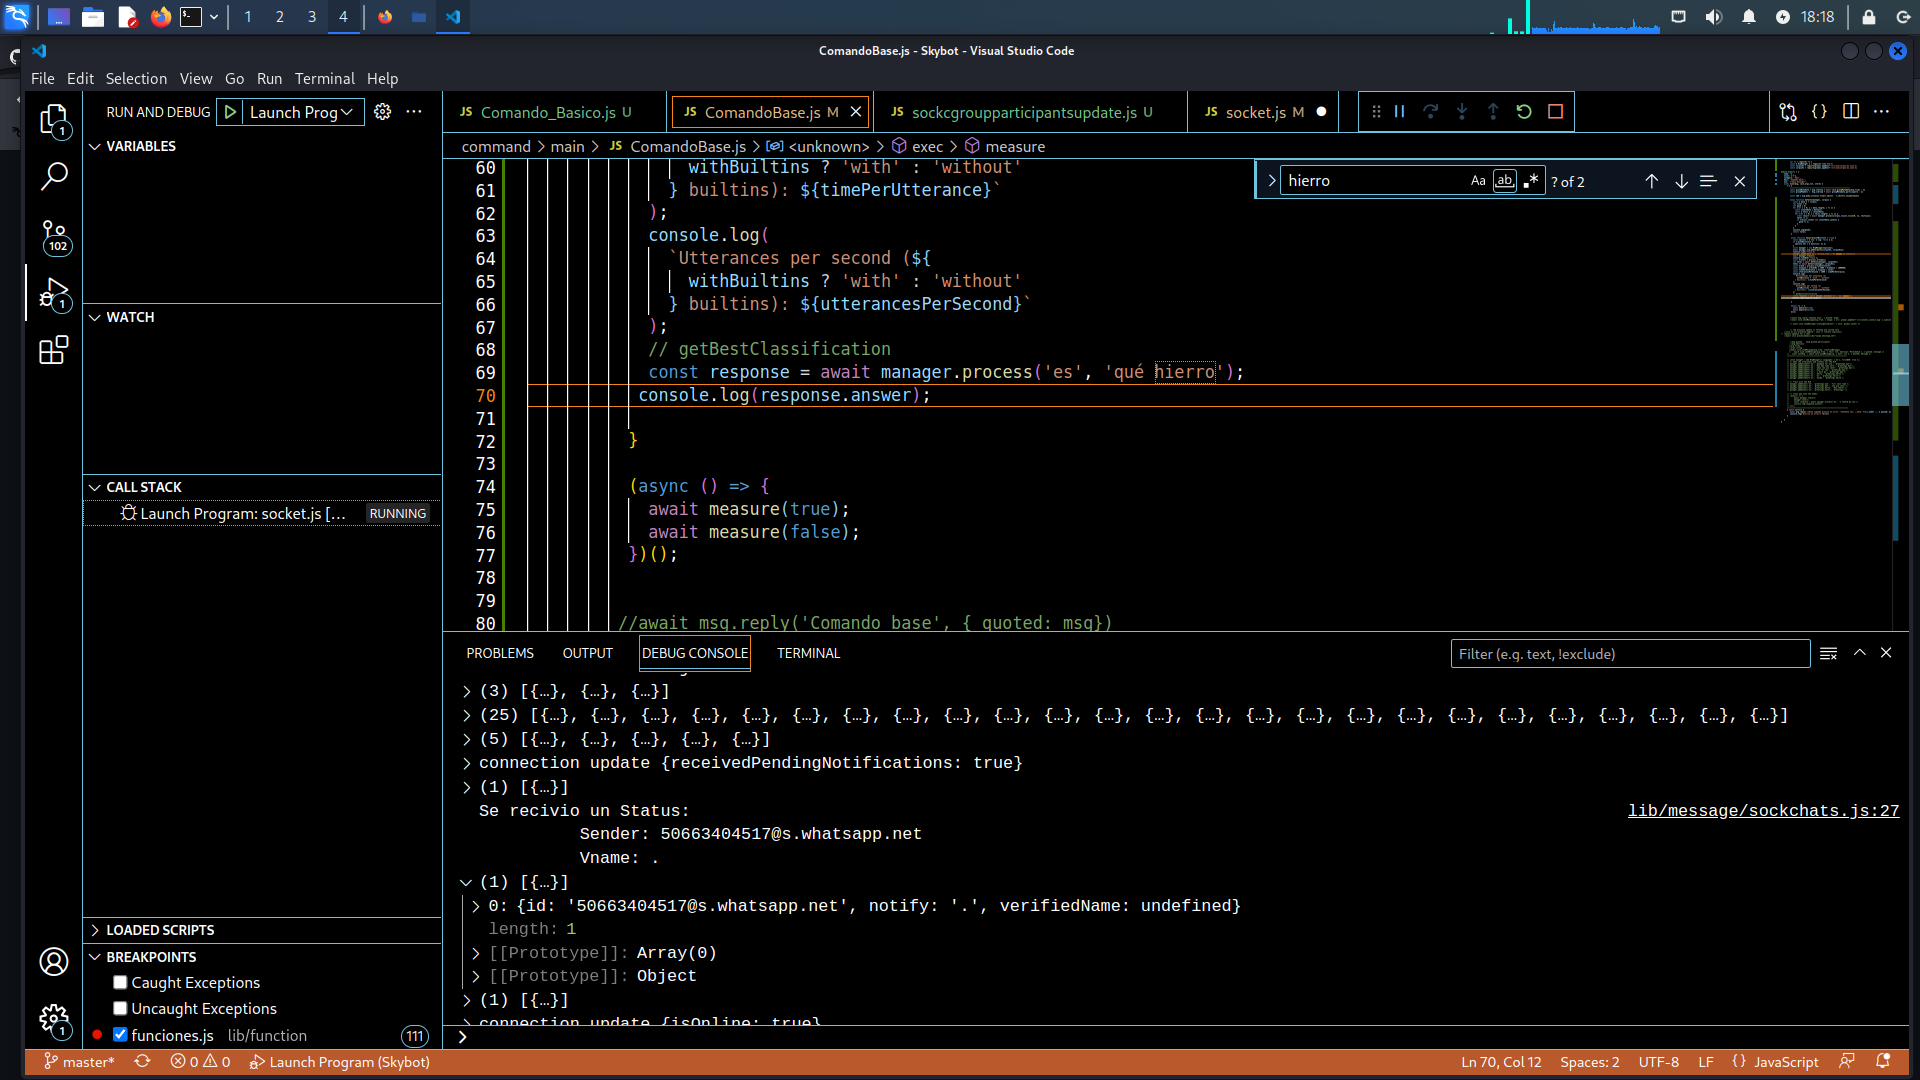 1 2 3 4 18:18
ComandoBase.js - Skybot - Visual Studio Code
File Edit Selection View Go Run Terminal Help
RUN AND DEBUG Launch Prog
JS Comando_Basico.js U JS ComandoBase.js M JS sockcgroupparticipantsupdate.js U JS socket.js M
command > main > JS ComandoBase.js > <unknown> > exec > measure
VARIABLES
WATCH
CALL STACK
Launch Program: socket.js [... RUNNING
LOADED SCRIPTS
BREAKPOINTS
Caught Exceptions
Uncaught Exceptions
funciones.js lib/function 111
1
102
1
1
hierro Aa ab ? of 2
60 withBuiltins ? 'with' : 'without'
61 } builtins): ${timePerUtterance}`
62 );
63 console.log(
64 `Utterances per second (${
65 withBuiltins ? 'with' : 'without'
66 } builtins): ${utterancesPerSecond}`
67 );
68 // getBestClassification
69 const response = await manager.process('es', 'qué hierro');
70 console.log(response.answer);
71
72 }
73
74 (async () => {
75 await measure(true);
76 await measure(false);
77 })();
78
79
80 //await msg.reply('Comando base', { quoted: msg})
PROBLEMS OUTPUT DEBUG CONSOLE TERMINAL Filter (e.g. text, !exclude)
> (3) [{…}, {…}, {…}]
> (25) [{…}, {…}, {…}, {…}, {…}, {…}, {…}, {…}, {…}, {…}, {…}, {…}, {…}, {…}, {…}, {…}, {…}, {…}, {…}, {…}, {…}, {…}, {…}, {…}, {…}]
> (5) [{…}, {…}, {…}, {…}, {…}]
> connection update {receivedPendingNotifications: true}
> (1) [{…}]
Se recivio un Status: lib/message/sockchats.js:27
Sender: 50663404517@s.whatsapp.net
Vname: .
(1) [{…}]
> 0: {id: '50663404517@s.whatsapp.net', notify: '.', verifiedName: undefined}
length: 1
> [[Prototype]]: Array(0)
> [[Prototype]]: Object
> (1) [{…}]
> connection update {isOnline: true}
>
master* 0 0 Launch Program (Skybot) Ln 70, Col 12 Spaces: 2 UTF-8 LF {} JavaScript